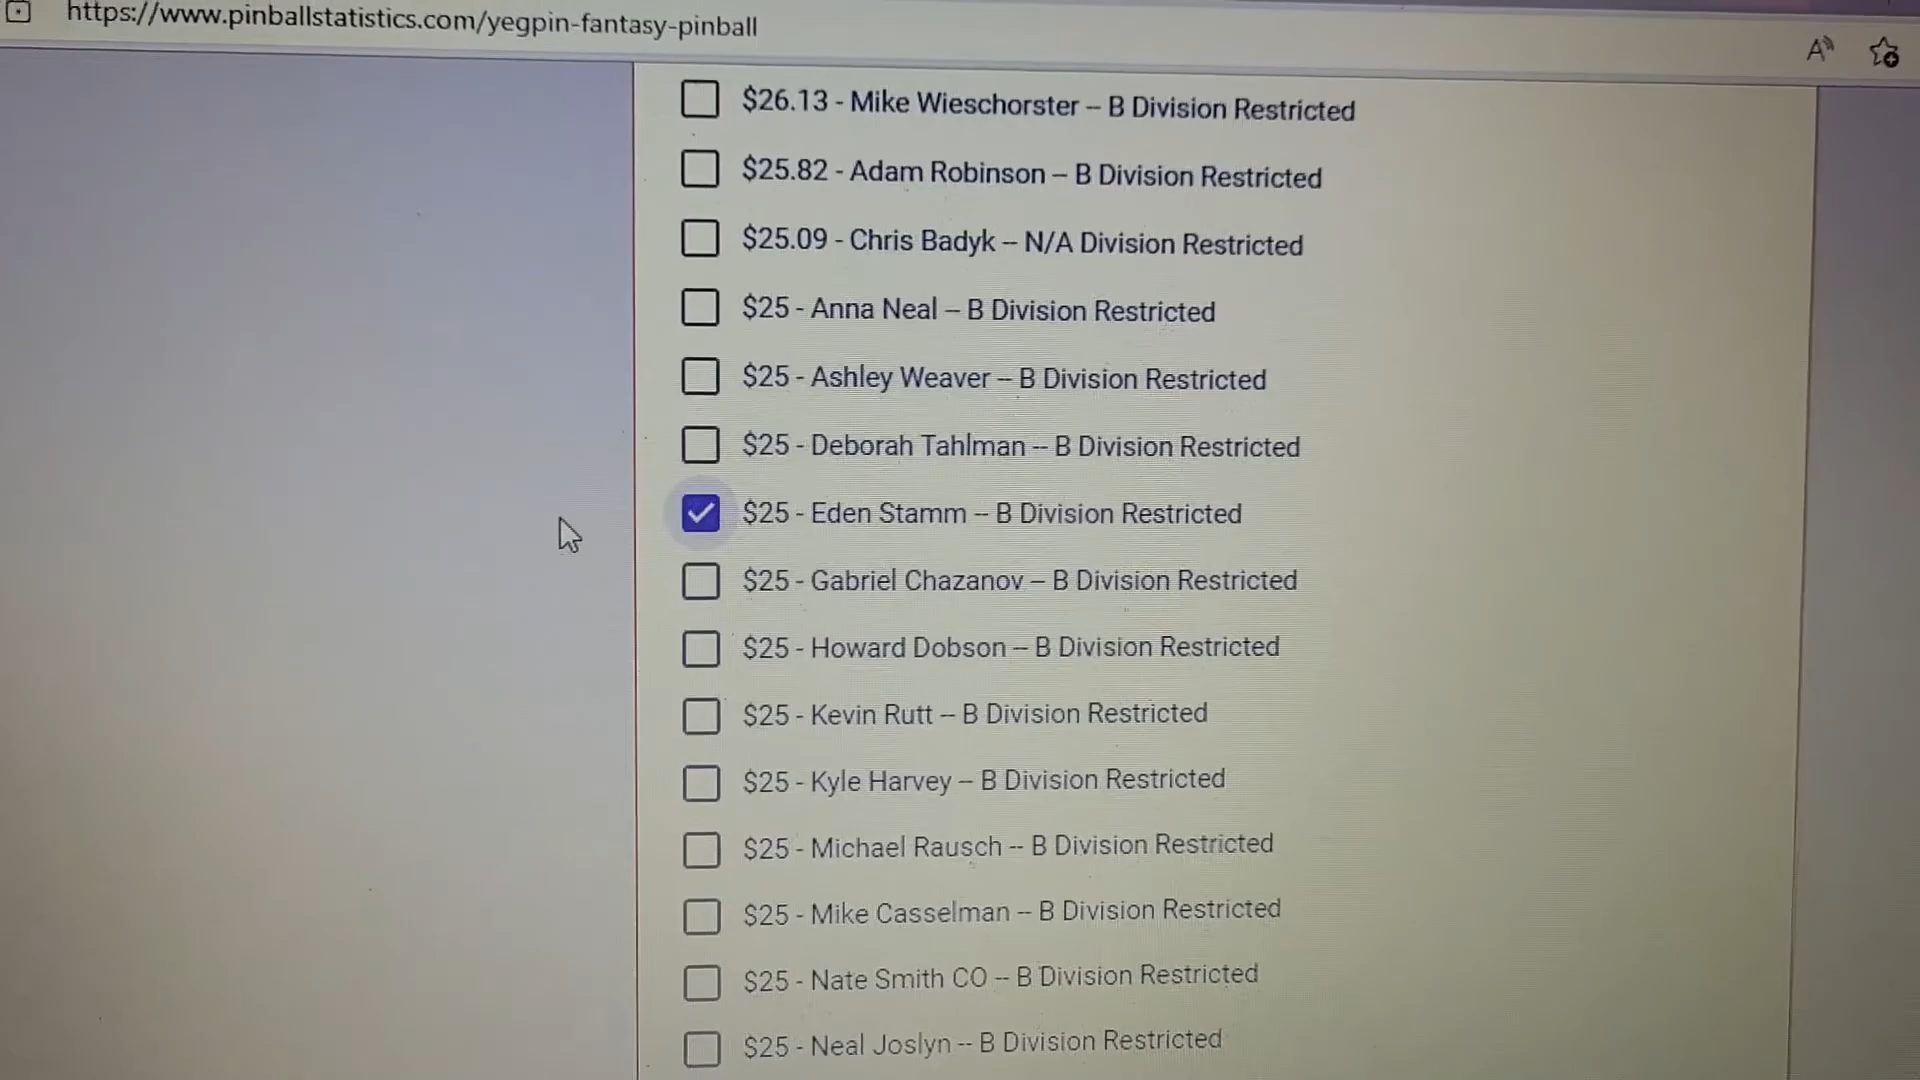 https://www.pinballstatistics.com/yegpin-fantasy-pinball
$26.13 - Mike Wieschorster – B Division Restricted
$25.82 - Adam Robinson – B Division Restricted
$25.09 - Chris Badyk – N/A Division Restricted
$25 - Anna Neal – B Division Restricted
$25 - Ashley Weaver – B Division Restricted
$25 - Deborah Tahlman -- B Division Restricted
$25 - Eden Stamm – B Division Restricted
$25 - Gabriel Chazanov – B Division Restricted
$25 - Howard Dobson – B Division Restricted
$25 - Kevin Rutt – B Division Restricted
$25 - Kyle Harvey – B Division Restricted
$25 - Michael Rausch -- B Division Restricted
$25 - Mike Casselman -- B Division Restricted
$25 - Nate Smith CO -- B Division Restricted
$25 - Neal Joslyn -- B Division Restricted